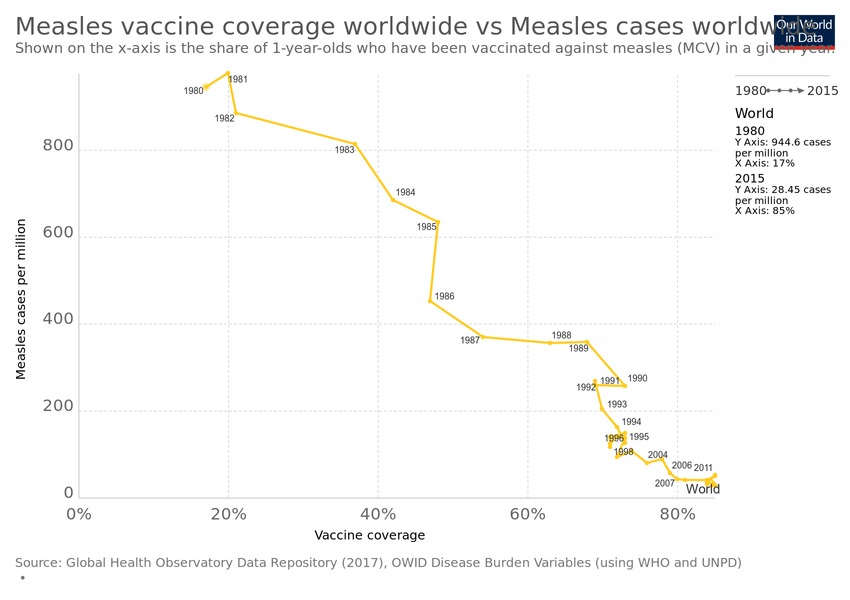 Measles vaccine coverage worldwide vs Measles cases worldwide
Our World
in Data
Shown on the x-axis is the share of 1-year-olds who have been vaccinated against measles (MCV) in a given year.
1980 2015
World
1980
Y Axis: 944.6 cases
per million
X Axis: 17%
2015
Y Axis: 28.45 cases
per million
X Axis: 85%
Measles cases per million
800
600
400
200
0
0% 20% 40% 60% 80%
Vaccine coverage
1980
1981
1982
1983
1984
1985
1986
1987
1988
1989
1990
1991
1992
1993
1994
1995
1996
1998
2004
2006
2007
2011
World
Source: Global Health Observatory Data Repository (2017), OWID Disease Burden Variables (using WHO and UNPD)
•